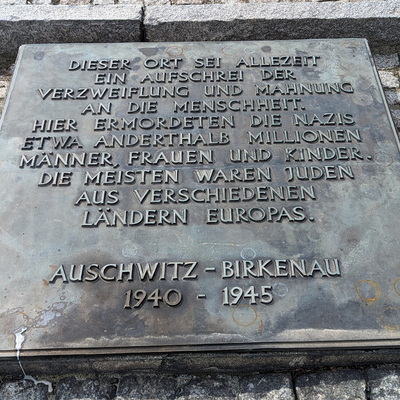 DIESER ORT SEI ALLEZEIT
EIN AUFSCHREI DER
VERZWEIFLUNG UND MAHNUNG
AN DIE MENSCHHEIT.
HIER ERMORDETEN DIE NAZIS
ETWA ANDERTHALB MILLIONEN
MÄNNER, FRAUEN UND KINDER.
DIE MEISTEN WAREN JUDEN
AUS VERSCHIEDENEN
LÄNDERN EUROPAS.
AUSCHWITZ - BIRKENAU
1940 - 1945